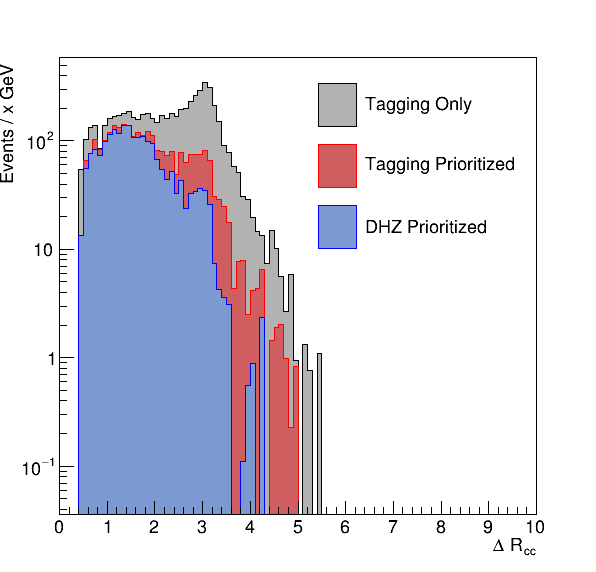 Events / x GeV
10²
10
1
10⁻¹
Tagging Only
Tagging Prioritized
DHZ Prioritized
0 1 2 3 4 5 6 7 8 9 10
Δ R_cc